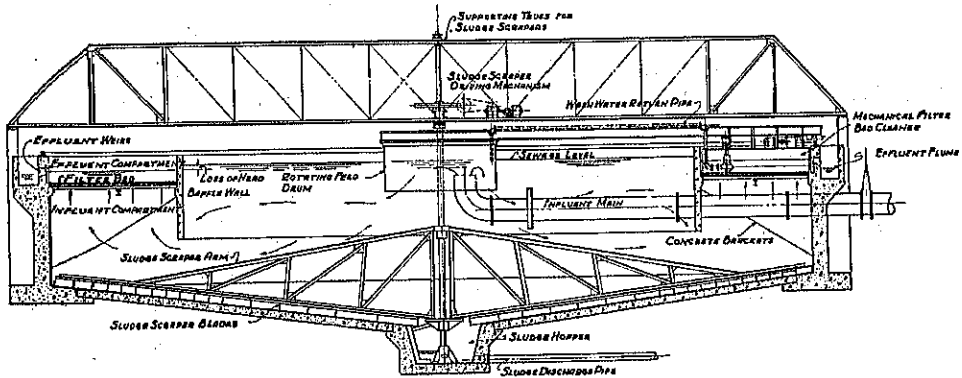 SUPPORTING TRUSS FOR
SLUDGE SCRAPERS
SLUDGE SCRAPER
DRIVING MECHANISM
WASH WATER RETURN PIPE
MECHANICAL FILTER
BED CLEANER
EFFLUENT WEIRS
EFFLUENT COMPARTMENT
FILTER BED
INFLUENT COMPARTMENT
LOSS OF HEAD
BAFFLE WALL
ROTATING FEED
DRUM
SEWAGE LEVEL
EFFLUENT FLUME
INFLUENT MAIN
CONCRETE BRACKETS
SLUDGE SCRAPER ARM
SLUDGE SCRAPER BLADES
SLUDGE HOPPER
SLUDGE DISCHARGE PIPE